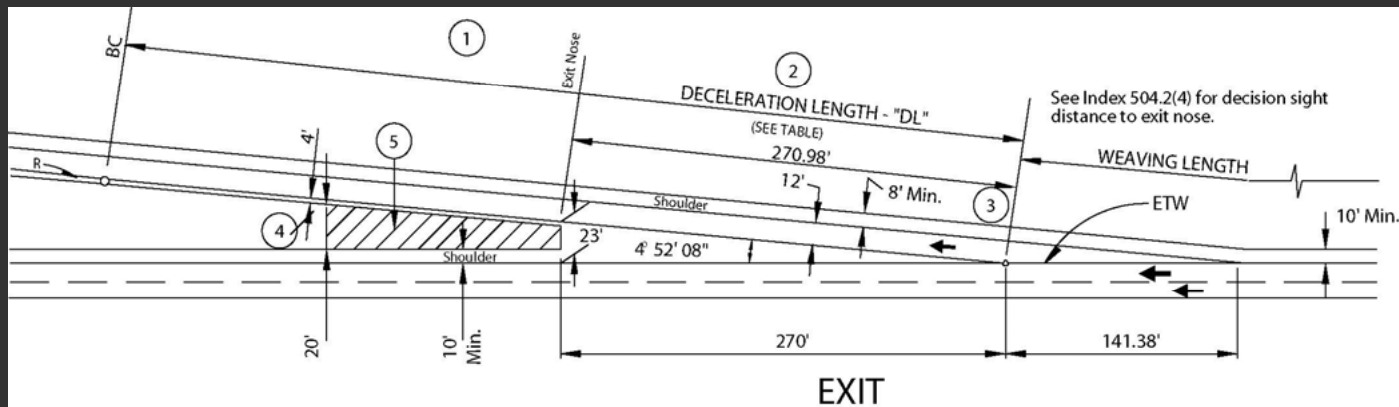 BC
1
Exit Nose
2
DECELERATION LENGTH - "DL"
(SEE TABLE)
270.98'
See Index 504.2(4) for decision sight
distance to exit nose.
WEAVING LENGTH
R
4'
5
12'
8' Min.
3
ETW
10' Min.
Shoulder
4
23'
4° 52' 08"
Shoulder
20'
10'
Min.
270'
141.38'
EXIT